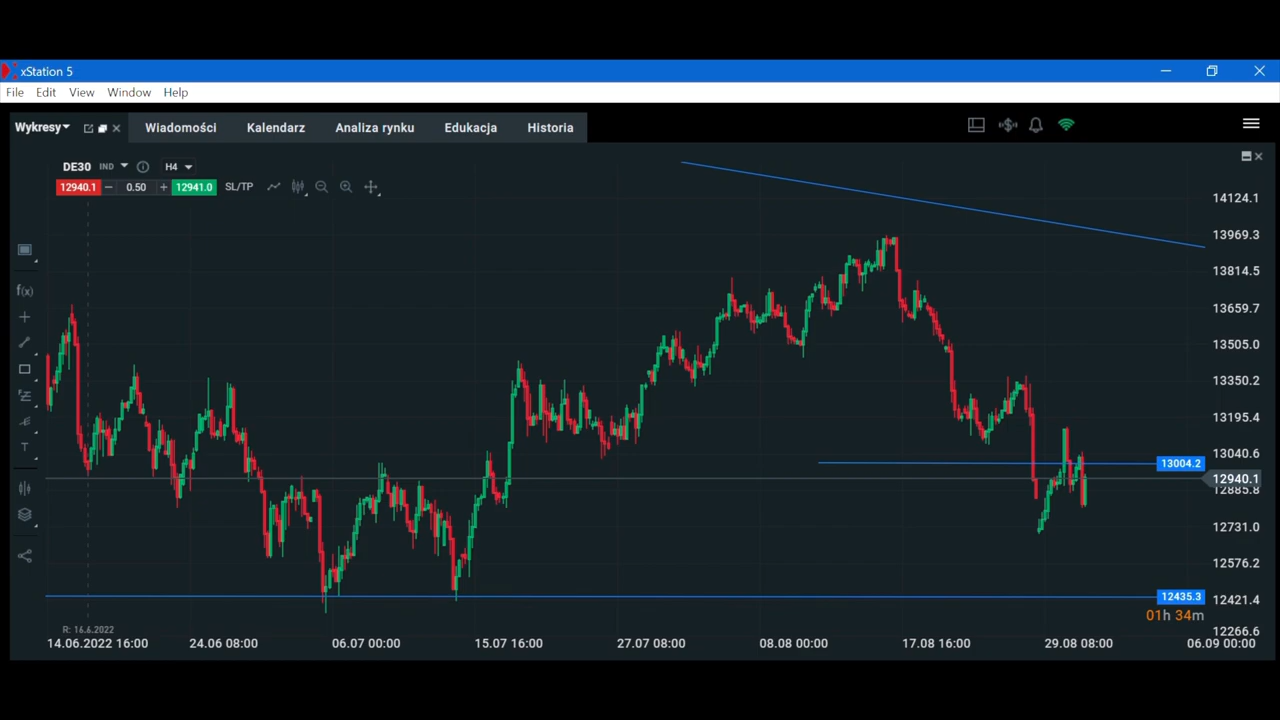 xStation 5
File Edit View Window Help
Wykresy Wiadomości Kalendarz Analiza rynku Edukacja Historia
DE30 IND H4
12940.1 0.50 12941.0 SL/TP
14124.1
13969.3
13814.5
13659.7
13505.0
13350.2
13195.4
13040.6
13004.2
12940.1
12885.8
12731.0
12576.2
12435.3
12421.4
01h 34m
12266.6
f(x)
T
R: 16.6.2022
14.06.2022 16:00 24.06 08:00 06.07 00:00 15.07 16:00 27.07 08:00 08.08 00:00 17.08 16:00 29.08 08:00 06.09 00:00